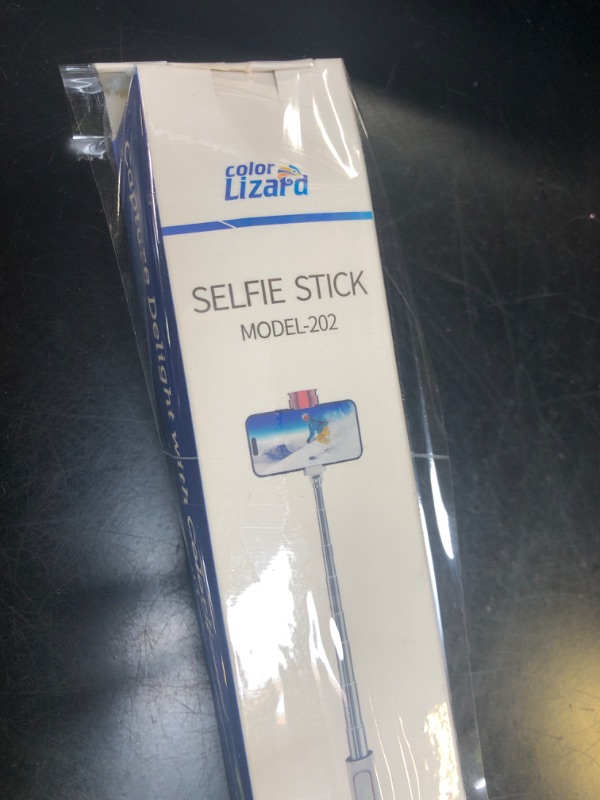 color
Lizard
SELFIE STICK
MODEL-202
Capture Delight with